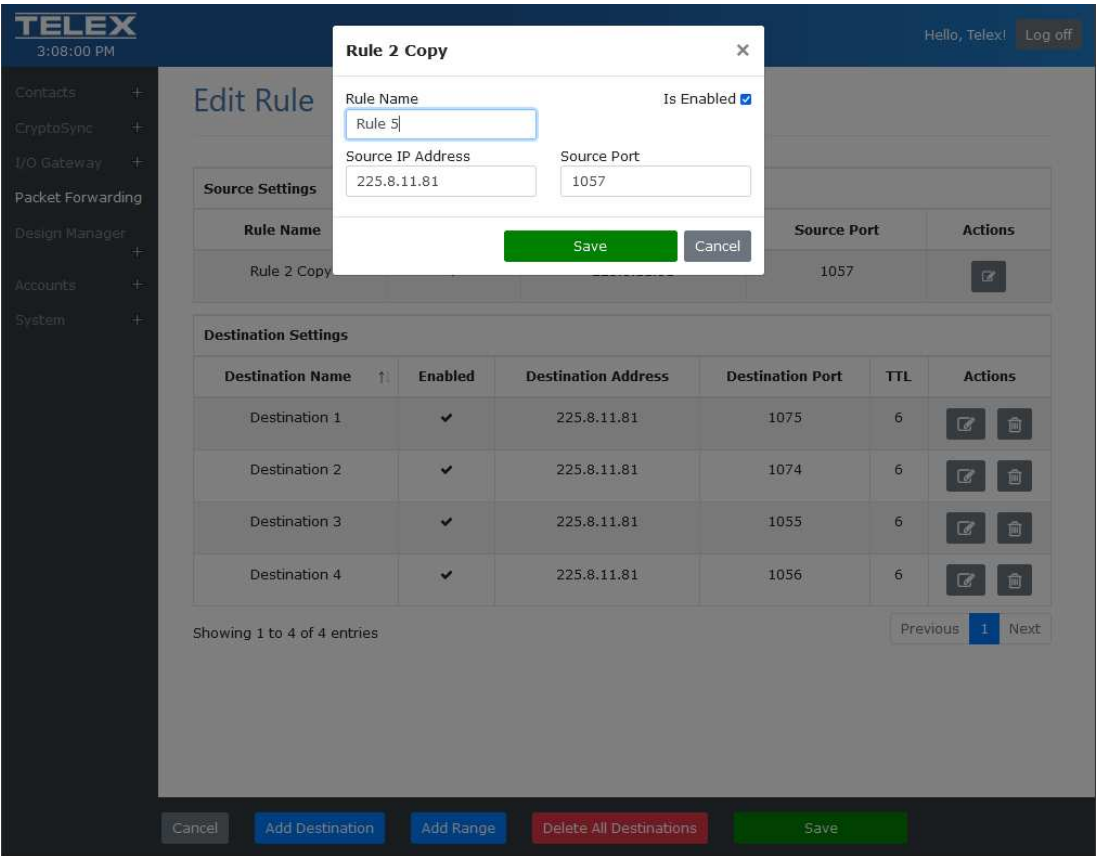 TELEX
3:08:00 PM
Hello, Telex! Log off
Contacts +
CryptoSync +
I/O Gateway +
Packet Forwarding
Design Manager +
Accounts +
System +
Rule 2 Copy ×
Rule Name Is Enabled
Rule 5
Source IP Address Source Port
225.8.11.81 1057
Save Cancel
Edit Rule
Source Settings
Rule Name Source Port Actions
Rule 2 Copy 1057
Destination Settings
Destination Name Enabled Destination Address Destination Port TTL Actions
Destination 1 ✔ 225.8.11.81 1075 6
Destination 2 ✔ 225.8.11.81 1074 6
Destination 3 ✔ 225.8.11.81 1055 6
Destination 4 ✔ 225.8.11.81 1056 6
Showing 1 to 4 of 4 entries Previous 1 Next
Cancel Add Destination Add Range Delete All Destinations Save